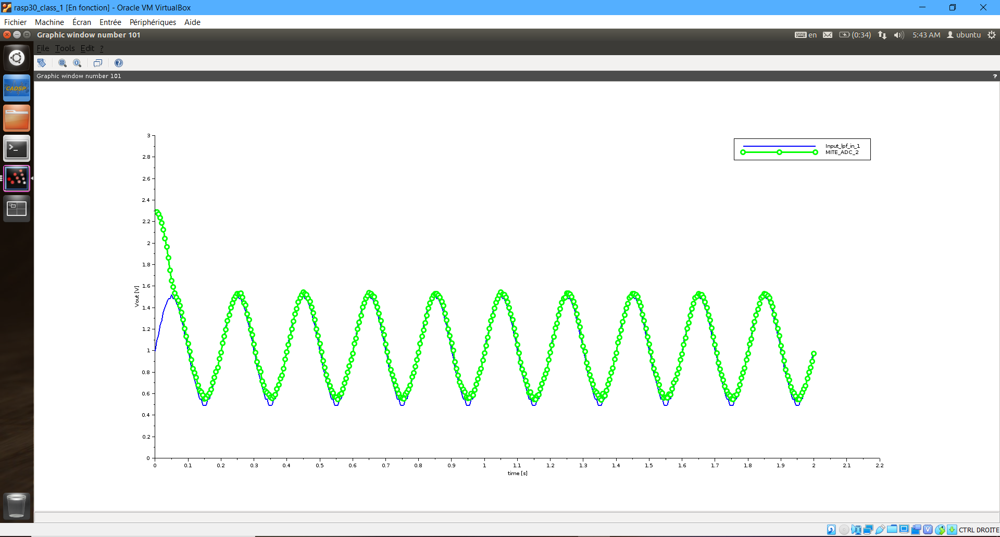 rasp30_class_1 [En fonction] - Oracle VM VirtualBox
Fichier Machine Écran Entrée Périphériques Aide
Graphic window number 101
en (0:34) 5:43 AM ubuntu
File Tools Edit ?
Graphic window number 101 ?
CADSP
Input_lpf_in_1
MITE_ADC_2
3
2.8
2.6
2.4
2.2
2
1.8
1.6
1.4
1.2
1
0.8
0.6
0.4
0.2
0
Vout [V]
0 0.1 0.2 0.3 0.4 0.5 0.6 0.7 0.8 0.9 1 1.1 1.2 1.3 1.4 1.5 1.6 1.7 1.8 1.9 2 2.1 2.2
time [s]
CTRL DROITE